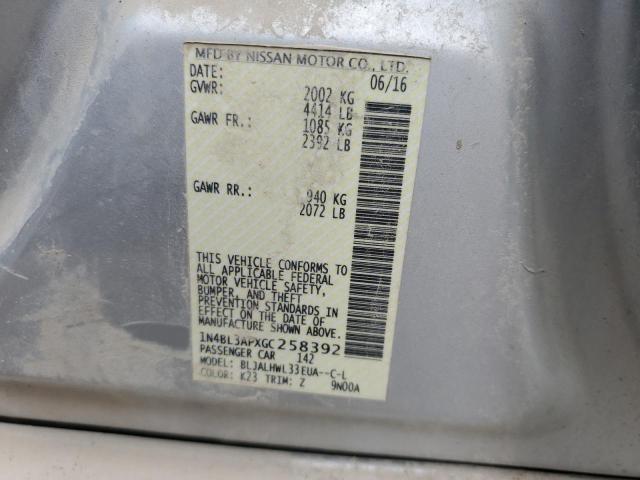 MFD BY NISSAN MOTOR CO., LTD.
DATE: 06/16
GVWR: 2002 KG
4414 LB
GAWR FR.: 1085 KG
2392 LB
GAWR RR.: 940 KG
2072 LB
THIS VEHICLE CONFORMS TO
ALL APPLICABLE FEDERAL
MOTOR VEHICLE SAFETY,
BUMPER, AND THEFT
PREVENTION STANDARDS IN
EFFECT ON THE DATE OF
MANUFACTURE SHOWN ABOVE.
1N4BL3APXGC258392
PASSENGER CAR 142
MODEL: BLJALHWL33EUA--C-L
COLOR: K23 TRIM: Z 9N00A